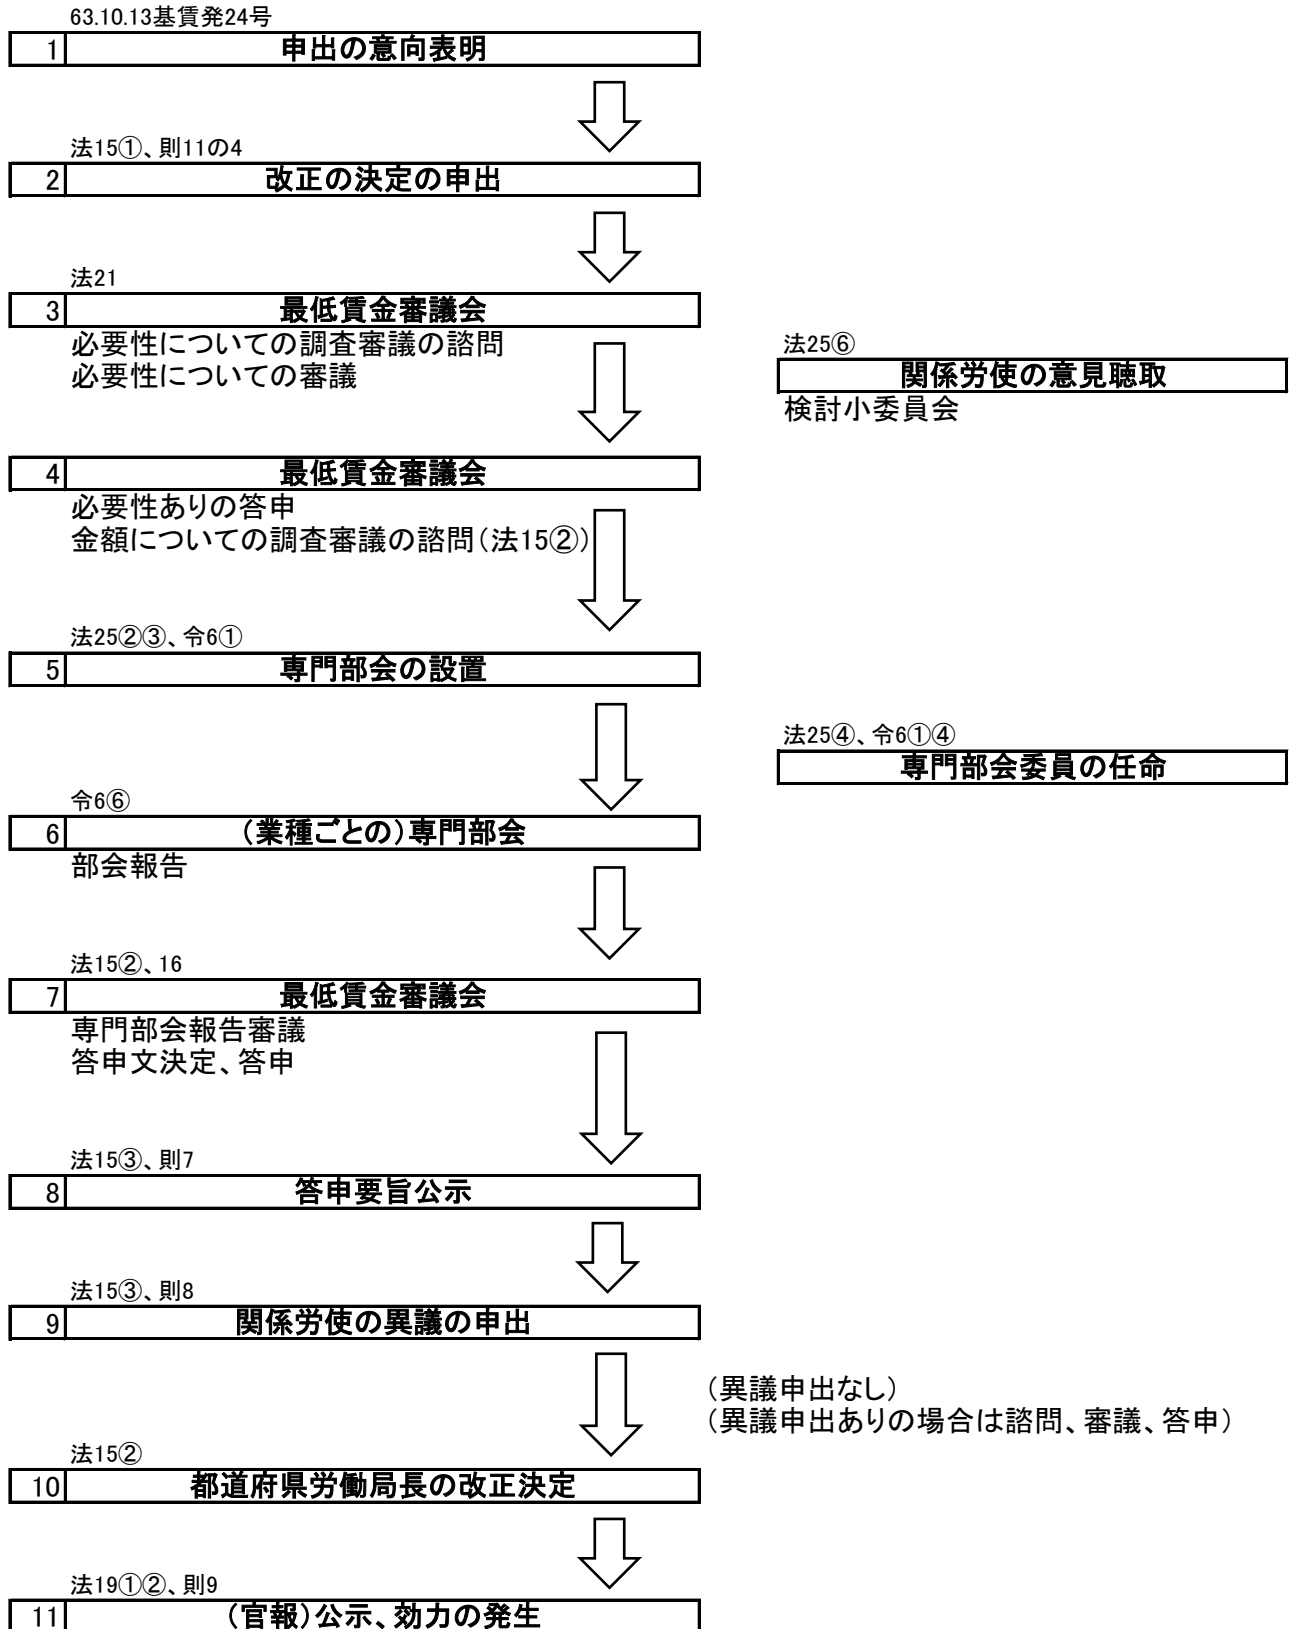 63.10.13基賃発24号
1 申出の意向表明
法15①、則11の4
2 改正の決定の申出
法21
3 最低賃金審議会
必要性についての調査審議の諮問
必要性についての審議
法25⑥
関係労使の意見聴取
検討小委員会
4 最低賃金審議会
必要性ありの答申
金額についての調査審議の諮問（法15②）
法25②③、令6①
5 専門部会の設置
法25④、令6①④
専門部会委員の任命
令6⑥
6 （業種ごとの）専門部会
部会報告
法15②、16
7 最低賃金審議会
専門部会報告審議
答申文決定、答申
法15③、則7
8 答申要旨公示
法15③、則8
9 関係労使の異議の申出
（異議申出なし）
（異議申出ありの場合は諮問、審議、答申）
法15②
10 都道府県労働局長の改正決定
法19①②、則9
11 （官報）公示、効力の発生